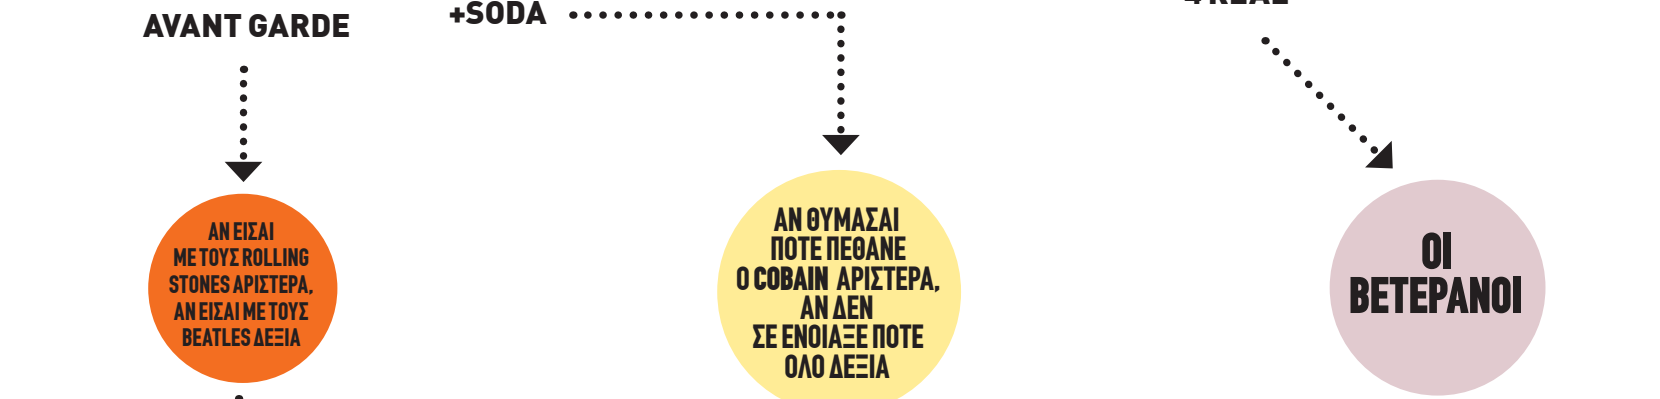 AVANT GARDE
+SODA
ΑΝ ΕΙΣΑΙ
ΜΕ ΤΟΥΣ ROLLING
STONES ΑΡΙΣΤΕΡΑ,
ΑΝ ΕΙΣΑΙ ΜΕ ΤΟΥΣ
BEATLES ΔΕΞΙΑ
ΑΝ ΘΥΜΑΣΑΙ
ΠΟΤΕ ΠΕΘΑΝΕ
Ο COBAIN ΑΡΙΣΤΕΡΑ,
ΑΝ ΔΕΝ
ΣΕ ΕΝΟΙΑΞΕ ΠΟΤΕ
ΟΛΟ ΔΕΞΙΑ
ΟΙ
ΒΕΤΕΡΑΝΟΙ